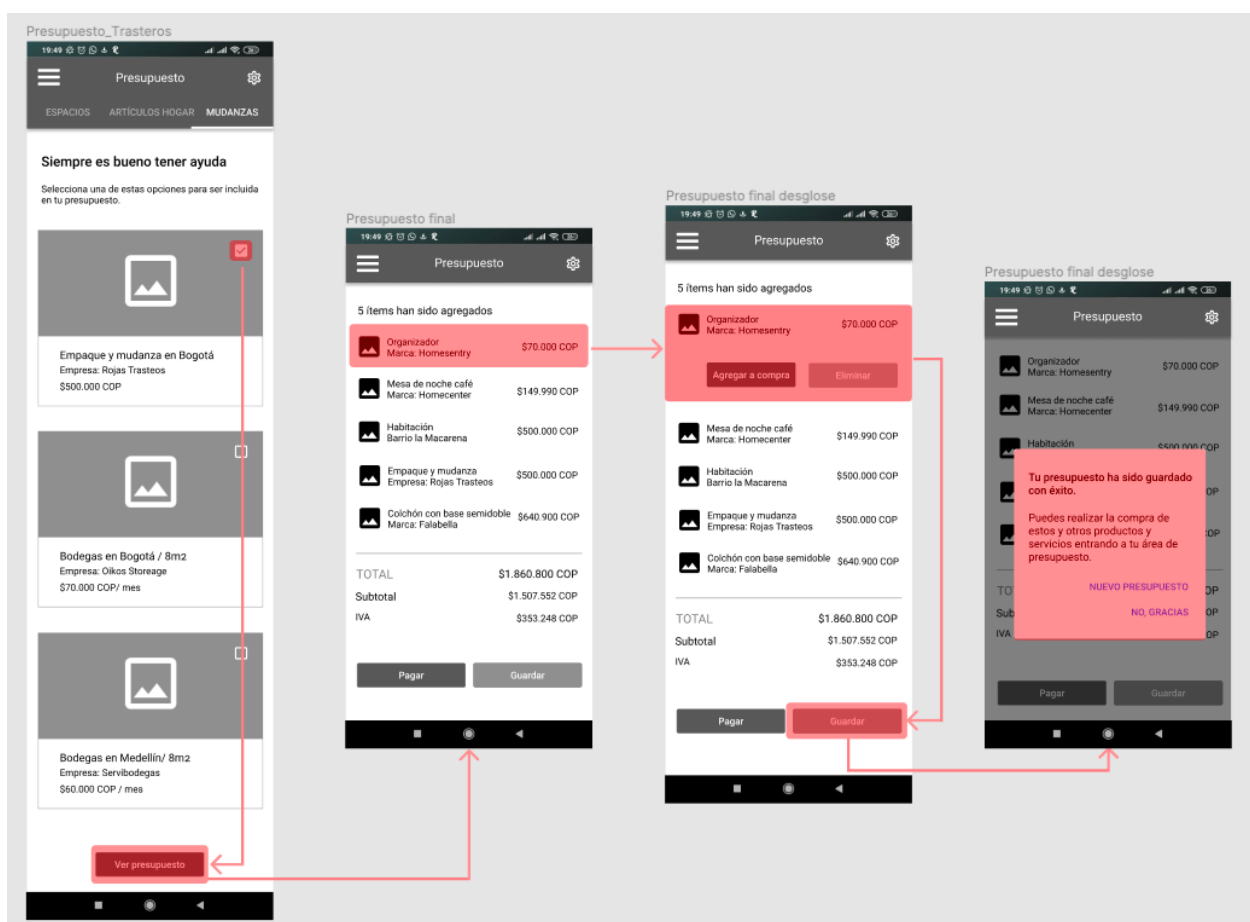 Presupuesto_Trasteros
19:49
Presupuesto
ESPACIOS ARTÍCULOS HOGAR MUDANZAS
Siempre es bueno tener ayuda
Selecciona una de estas opciones para ser incluida
en tu presupuesto.
Empaque y mudanza en Bogotá
Empresa: Rojas Trasteos
$500.000 COP
Bodegas en Bogotá / 8m2
Empresa: Oikos Storeage
$70.000 COP/ mes
Bodegas en Medellín/ 8m2
Empresa: Servibodegas
$60.000 COP / mes
Ver presupuesto
Presupuesto final
19:49
Presupuesto
5 ítems han sido agregados
Organizador
Marca: Homesentry
$70.000 COP
Mesa de noche café
Marca: Homecenter
$149.990 COP
Habitación
Barrio la Macarena
$500.000 COP
Empaque y mudanza
Empresa: Rojas Trasteos
$500.000 COP
Colchón con base semidoble
Marca: Falabella
$640.900 COP
TOTAL $1.860.800 COP
Subtotal $1.507.552 COP
IVA $353.248 COP
Pagar Guardar
Presupuesto final desglose
19:49
Presupuesto
5 ítems han sido agregados
Organizador
Marca: Homesentry
$70.000 COP
Agregar a compra Eliminar
Mesa de noche café
Marca: Homecenter
$149.990 COP
Habitación
Barrio la Macarena
$500.000 COP
Empaque y mudanza
Empresa: Rojas Trasteos
$500.000 COP
Colchón con base semidoble
Marca: Falabella
$640.900 COP
TOTAL $1.860.800 COP
Subtotal $1.507.552 COP
IVA $353.248 COP
Pagar Guardar
Presupuesto final desglose
19:49
Presupuesto
Organizador
Marca: Homesentry
$70.000 COP
Mesa de noche café
Marca: Homecenter
$149.990 COP
Habitación
$500.000 COP
Tu presupuesto ha sido guardado
con éxito.
Puedes realizar la compra de
estos y otros productos y
servicios entrando a tu área de
presupuesto.
NUEVO PRESUPUESTO
NO, GRACIAS
OP
OP
TO OP
Sub OP
IVA OP
Pagar Guardar